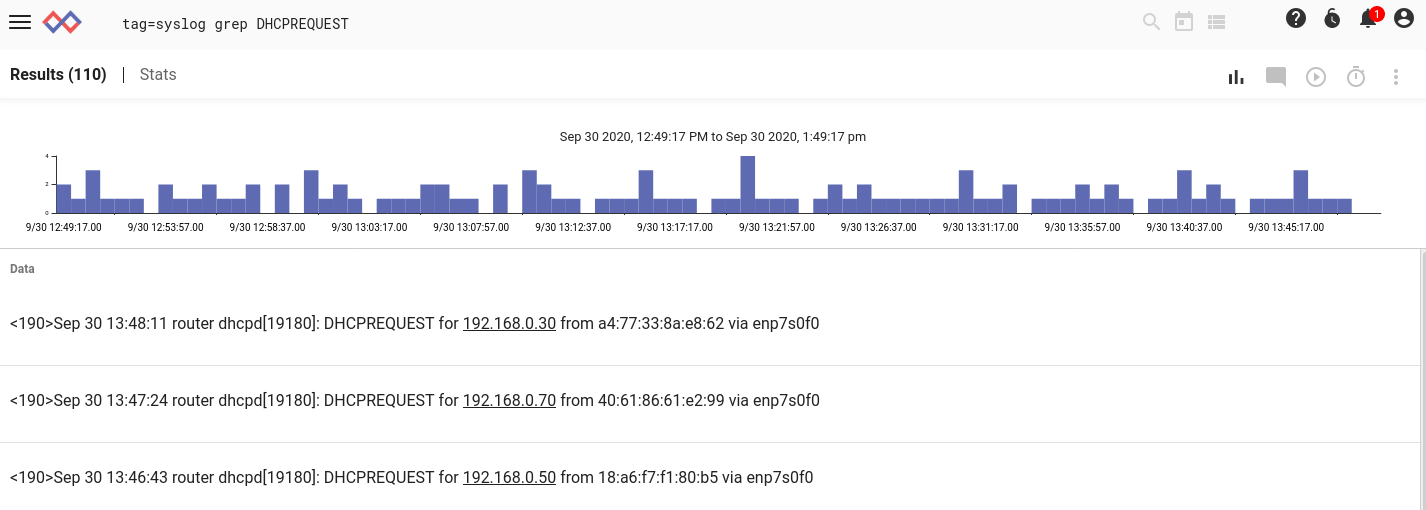 tag=syslog grep DHCPREQUEST
1
Results (110) | Stats
Sep 30 2020, 12:49:17 PM to Sep 30 2020, 1:49:17 pm
4
2
0
9/30 12:49:17.00 9/30 12:53:57.00 9/30 12:58:37.00 9/30 13:03:17.00 9/30 13:07:57.00 9/30 13:12:37.00 9/30 13:17:17.00 9/30 13:21:57.00 9/30 13:26:37.00 9/30 13:31:17.00 9/30 13:35:57.00 9/30 13:40:37.00 9/30 13:45:17.00
Data
<190>Sep 30 13:48:11 router dhcpd[19180]: DHCPREQUEST for 192.168.0.30 from a4:77:33:8a:e8:62 via enp7s0f0
<190>Sep 30 13:47:24 router dhcpd[19180]: DHCPREQUEST for 192.168.0.70 from 40:61:86:61:e2:99 via enp7s0f0
<190>Sep 30 13:46:43 router dhcpd[19180]: DHCPREQUEST for 192.168.0.50 from 18:a6:f7:f1:80:b5 via enp7s0f0